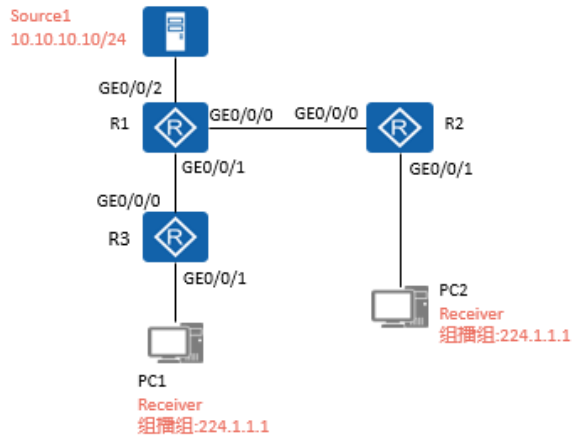 Source1
10.10.10.10/24
GE0/0/2
R1
GE0/0/0
GE0/0/0
R2
GE0/0/1
GE0/0/1
GE0/0/0
R3
GE0/0/1
PC2
Receiver
组播组:224.1.1.1
PC1
Receiver
组播组:224.1.1.1